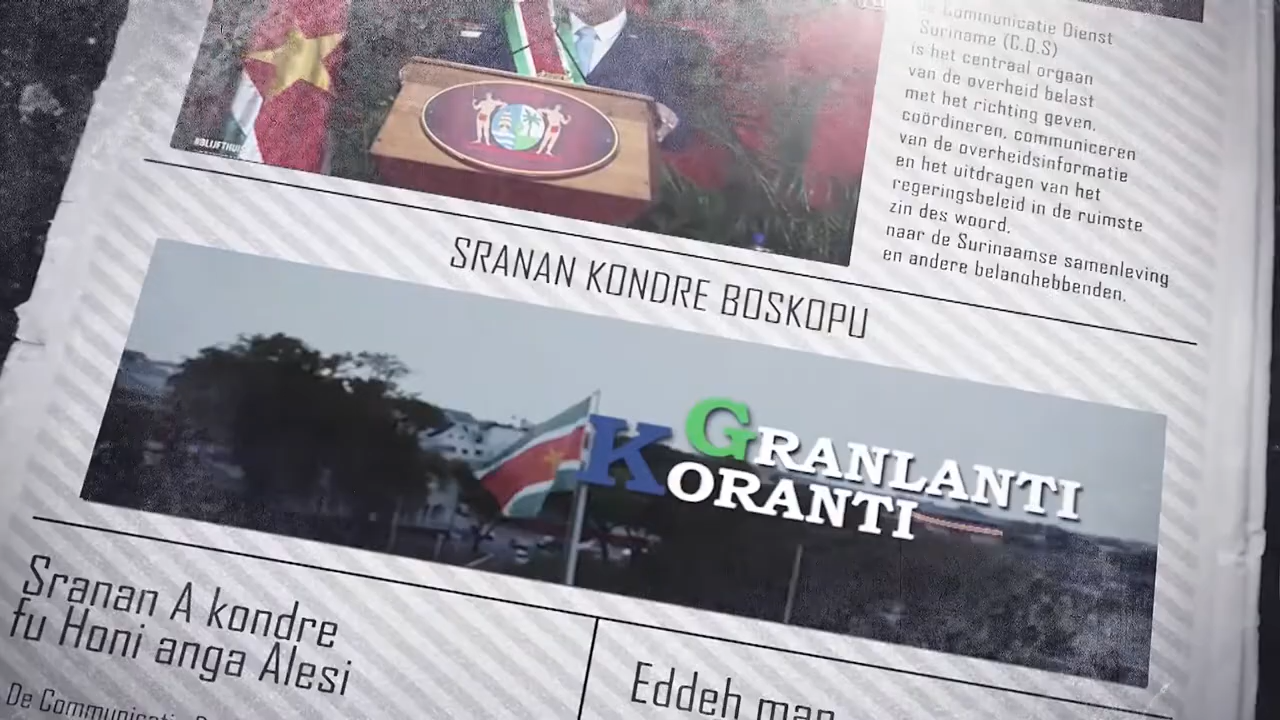 Communicatie Dienst
Suriname (C.D.S)
is het centraal orgaan
van de overheid belast
met het richting geven,
coördineren, communiceren
van de overheidsinformatie
en het uitdragen van het
regeringsbeleid in de ruimste
zin des woord.
naar de Surinaamse samenleving
en andere belanghebbenden.
SRANAN KONDRE BOSKOPU
GRANLANTI
KORANTI
Sranan A kondre
fu Honi anga Alesi
De
Eddeh man